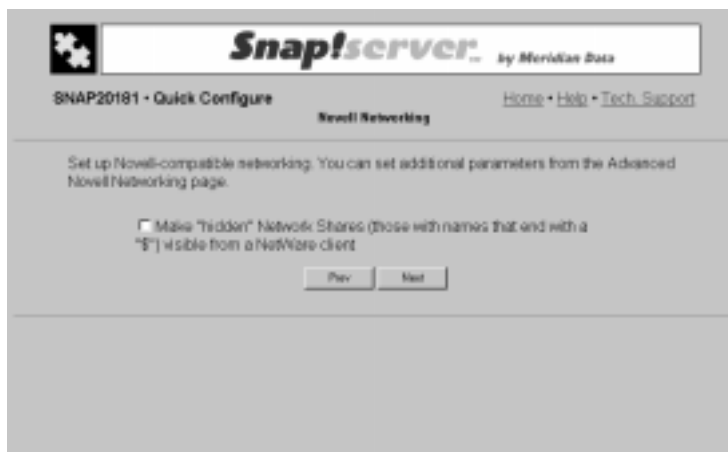 Snap!server™ by Meridian Data
SNAP20181 • Quick Configure
Home • Help • Tech. Support
Novell Networking
Set up Novell-compatible networking. You can set additional parameters from the Advanced
Novell Networking page.
Make "hidden" Network Shares (those with names that end with a
"$") visible from a NetWare client
Prev Next